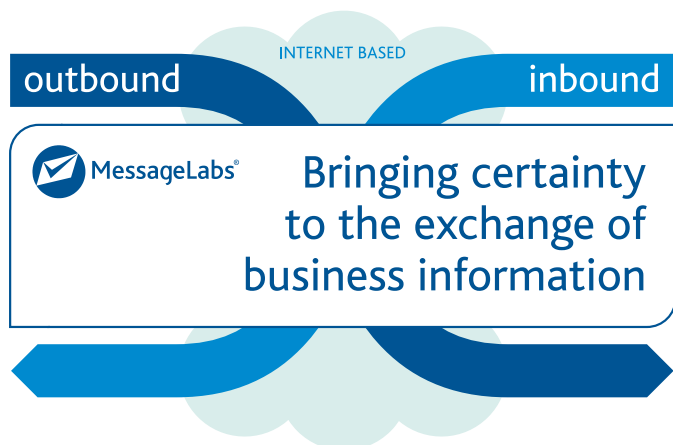 INTERNET BASED
outbound
inbound
MessageLabs®
Bringing certainty
to the exchange of
business information